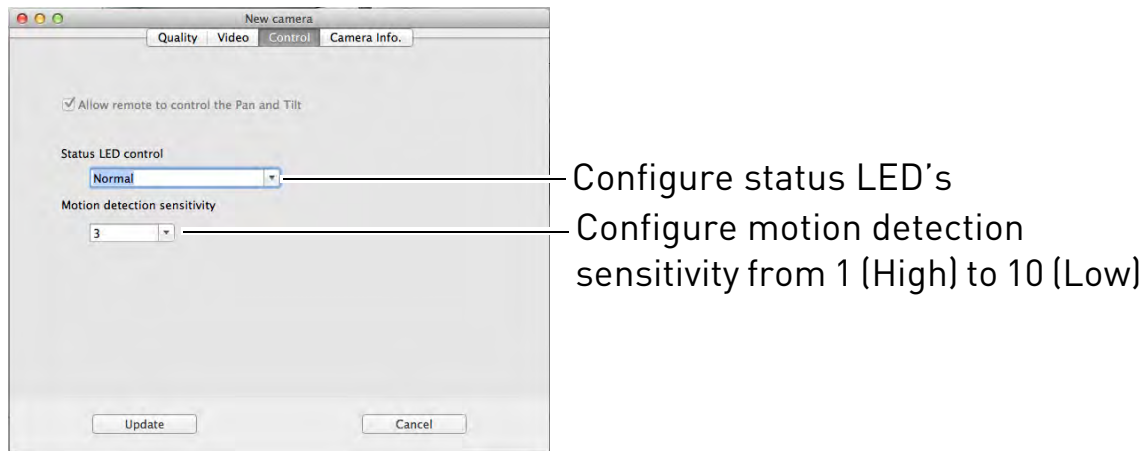 New camera
Quality Video Control Camera Info.
Allow remote to control the Pan and Tilt
Status LED control
Normal
Configure status LED's
Motion detection sensitivity
3
Configure motion detection
sensitivity from 1 (High) to 10 (Low)
Update Cancel